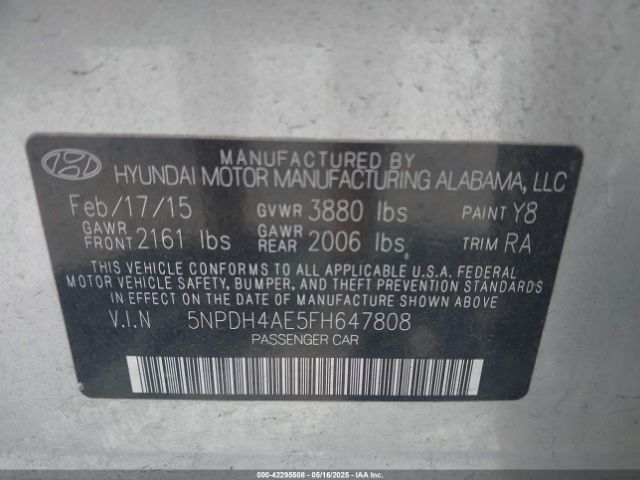 MANUFACTURED BY
HYUNDAI MOTOR MANUFACTURING ALABAMA, LLC
Feb/17/15 GVWR 3880 lbs PAINT Y8
GAWR FRONT 2161 lbs GAWR REAR 2006 lbs TRIM RA
THIS VEHICLE CONFORMS TO ALL APPLICABLE U.S.A. FEDERAL
MOTOR VEHICLE SAFETY, BUMPER, AND THEFT PREVENTION
STANDARDS IN EFFECT ON THE DATE OF MANUFACTURE SHOWN ABOVE.
V.I.N 5NPDH4AE5FH647808
PASSENGER CAR
000-42295508 - 05/16/2025 - IAAI.COM